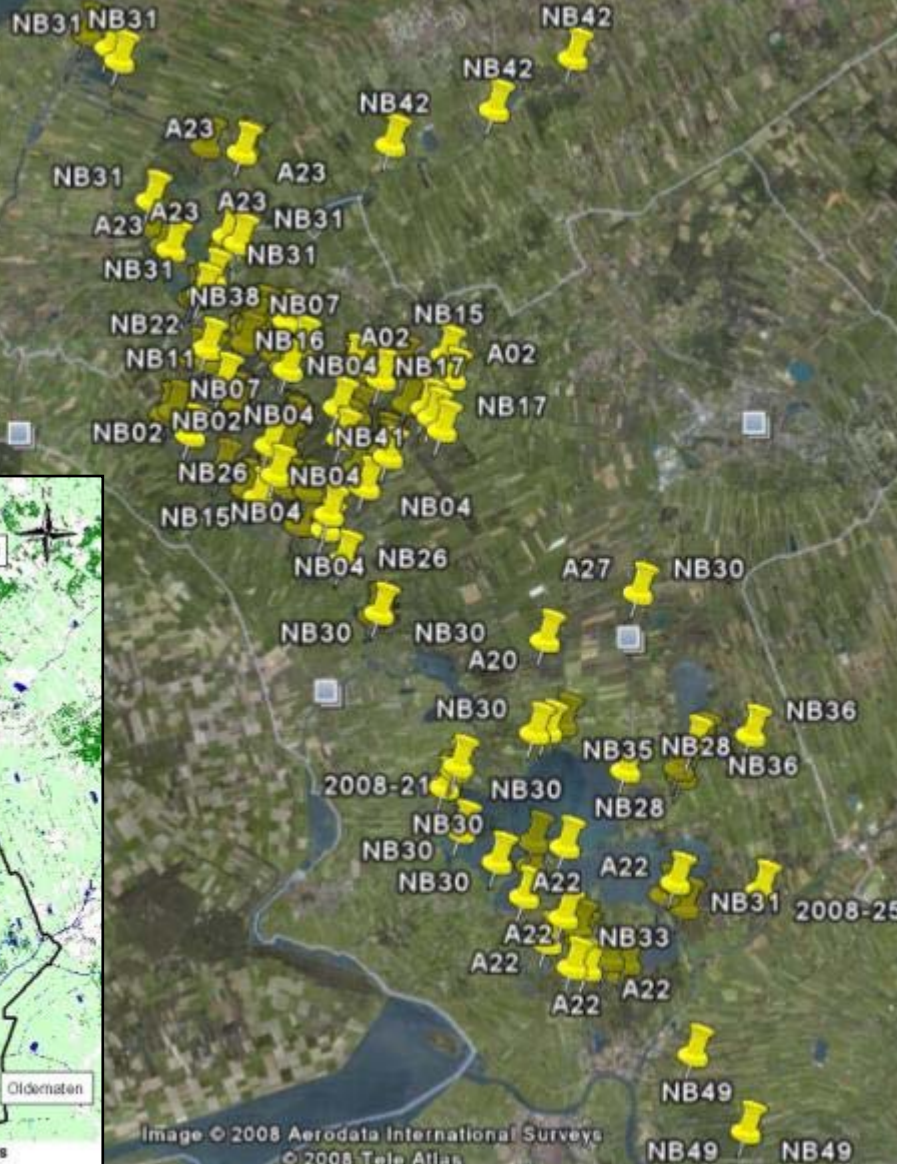 NB31 NB31
NB42
NB42
NB42
A23
A23
NB31
A23
NB31
A23
A23
NB31
NB31
NB38
NB07
NB15
NB22
NB16
A02
A02
NB11
NB04
NB17
NB07
NB17
NB02
NB02
NB04
NB41
NB26
NB04
NB15
NB04
NB04
NB04
NB26
A27
NB30
NB30
NB30
A20
NB30
NB36
NB35
NB28
NB36
2008-21
NB30
NB28
NB30
NB30
A22
NB30
A22
NB31
2008-25
A22
NB33
A22
A22
A22
NB49
NB49
NB49
N
Oldematen
s
Image © 2008 Aerodata International Surveys
© 2008 Tele Atlas